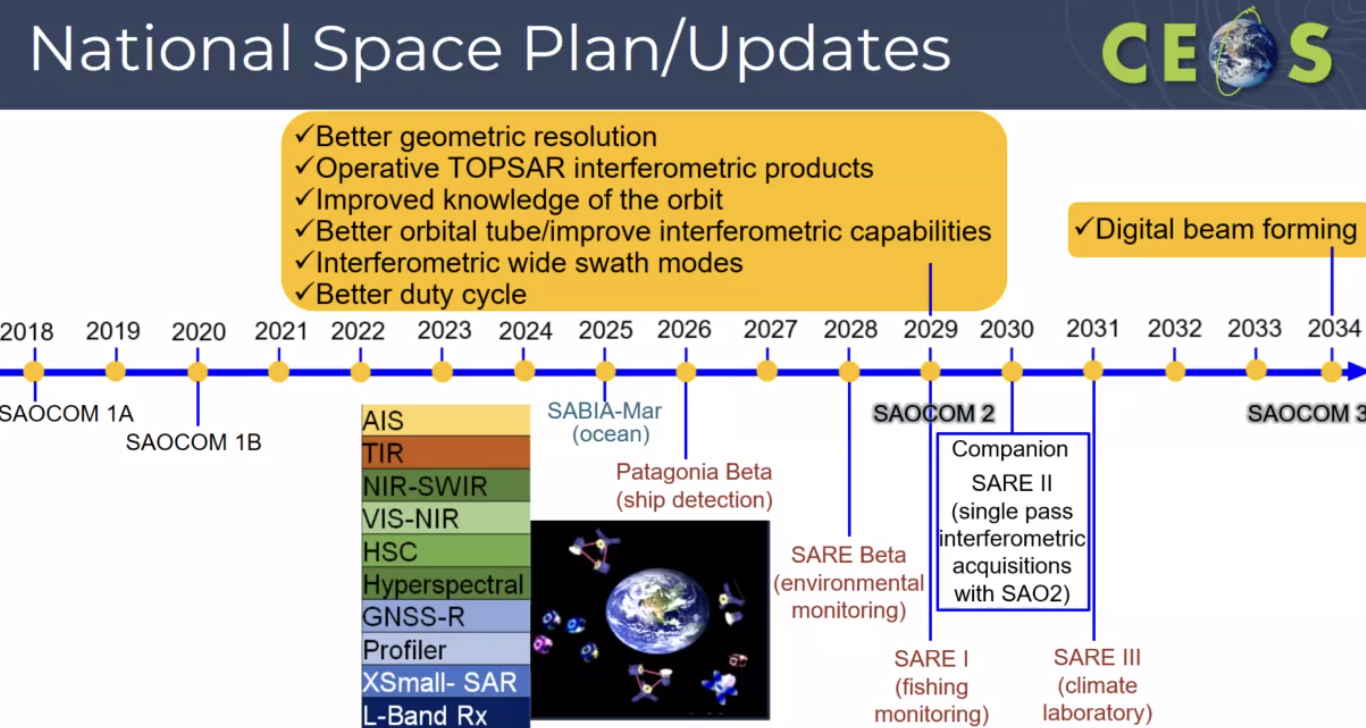 National Space Plan/Updates
CEOS
✓Better geometric resolution
✓Operative TOPSAR interferometric products
✓Improved knowledge of the orbit
✓Better orbital tube/improve interferometric capabilities
✓Interferometric wide swath modes
✓Better duty cycle
✓Digital beam forming
2018 2019 2020 2021 2022 2023 2024 2025 2026 2027 2028 2029 2030 2031 2032 2033 2034
SAOCOM 1A
SAOCOM 1B
AIS
TIR
NIR-SWIR
VIS-NIR
HSC
Hyperspectral
GNSS-R
Profiler
XSmall- SAR
L-Band Rx
SABIA-Mar
(ocean)
Patagonia Beta
(ship detection)
SARE Beta
(environmental
monitoring)
SAOCOM 2
SARE I
(fishing
monitoring)
Companion
SARE II
(single pass
interferometric
acquisitions
with SAO2)
SARE III
(climate
laboratory)
SAOCOM 3